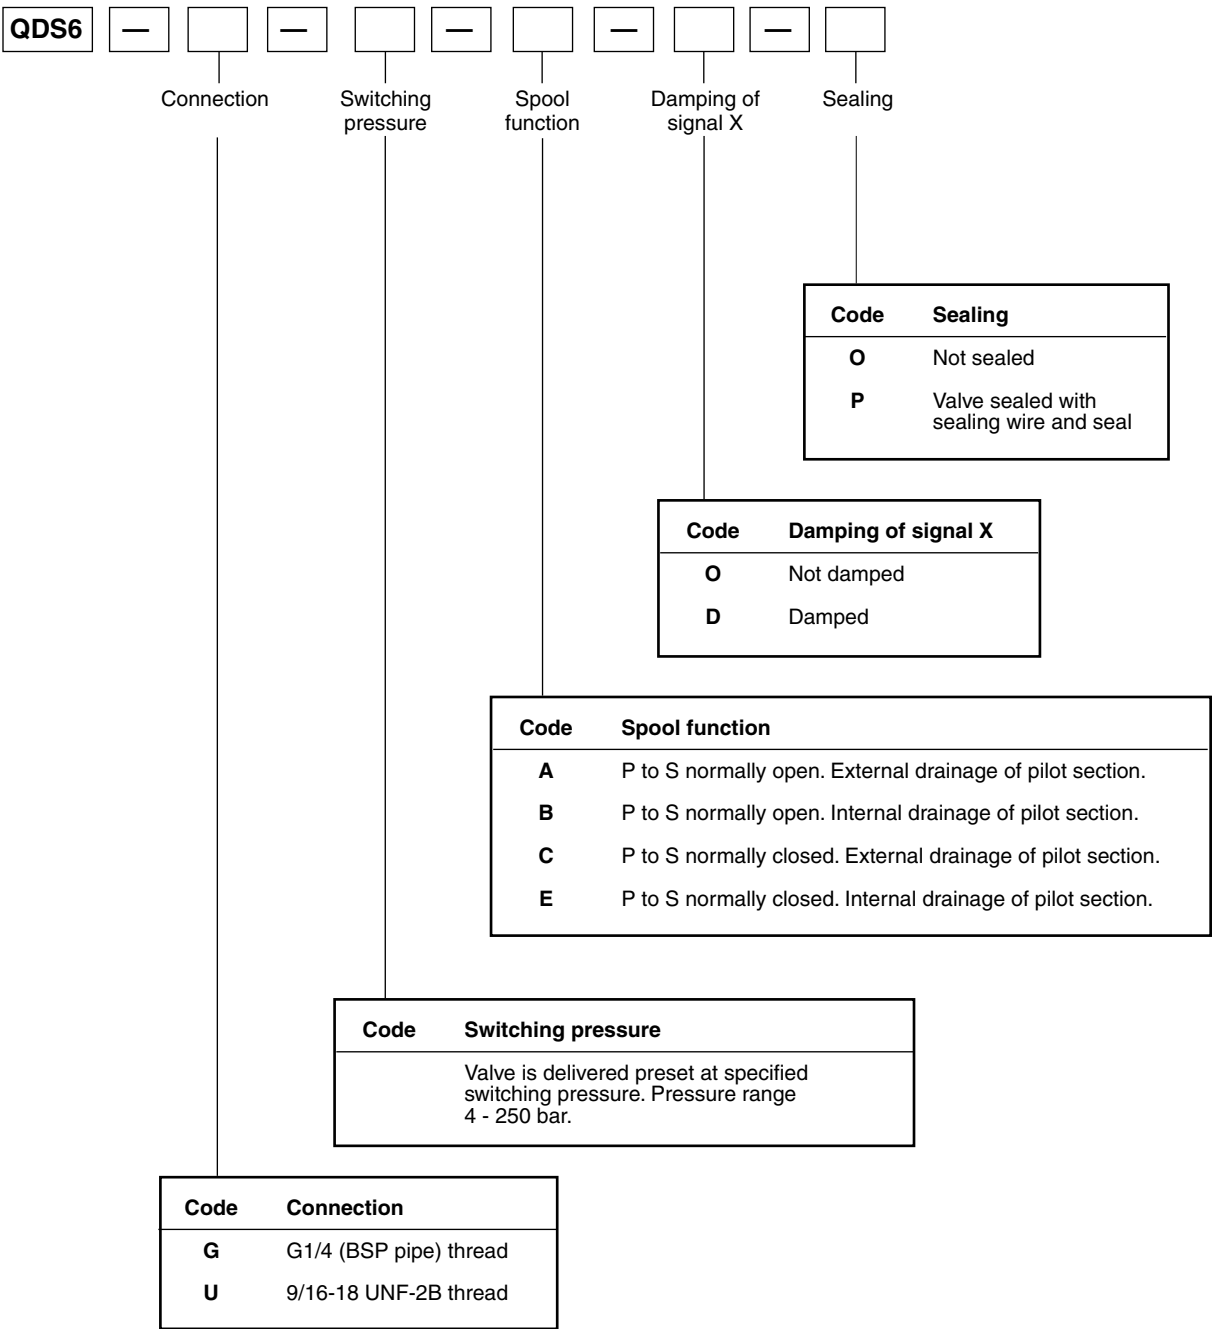 QDS6 — — — — —
Connection Switching pressure Spool function Damping of signal X Sealing
Code Sealing
O Not sealed
P Valve sealed with
sealing wire and seal
Code Damping of signal X
O Not damped
D Damped
Code Spool function
A P to S normally open. External drainage of pilot section.
B P to S normally open. Internal drainage of pilot section.
C P to S normally closed. External drainage of pilot section.
E P to S normally closed. Internal drainage of pilot section.
Code Switching pressure
Valve is delivered preset at specified
switching pressure. Pressure range
4 - 250 bar.
Code Connection
G G1/4 (BSP pipe) thread
U 9/16-18 UNF-2B thread